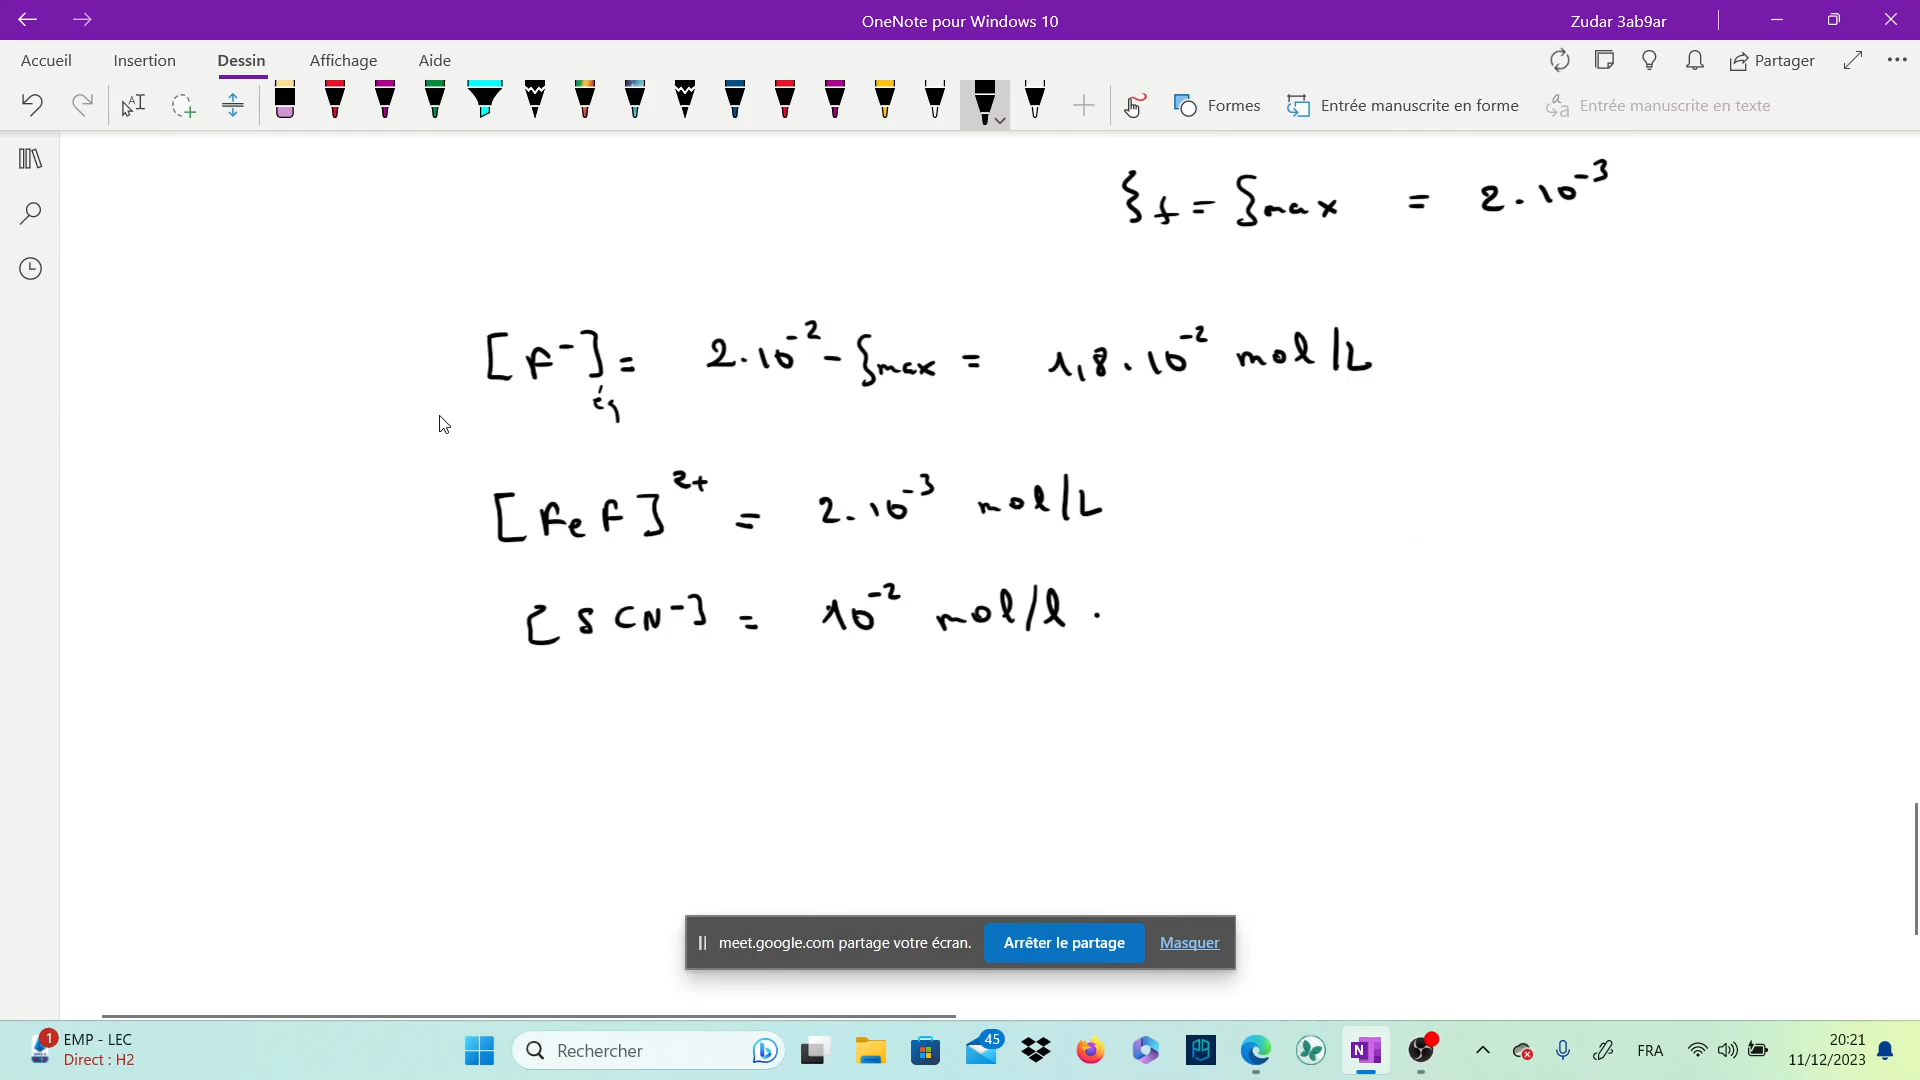 OneNote pour Windows 10
Zudar 3ab9ar
Accueil Insertion Dessin Affichage Aide
Partager
Formes Entrée manuscrite en forme Entrée manuscrite en texte
ξf = ξmax = 2.10⁻³
[F⁻]éq = 2.10⁻² - ξmax = 1,8.10⁻² mol/L
[FeF]²⁺ = 2.10⁻³ mol/L
[SCN⁻] = 10⁻² mol/l.
meet.google.com partage votre écran. Arrêter le partage Masquer
1 EMP - LEC
Direct : H2
Rechercher
45
FRA
20:21
11/12/2023